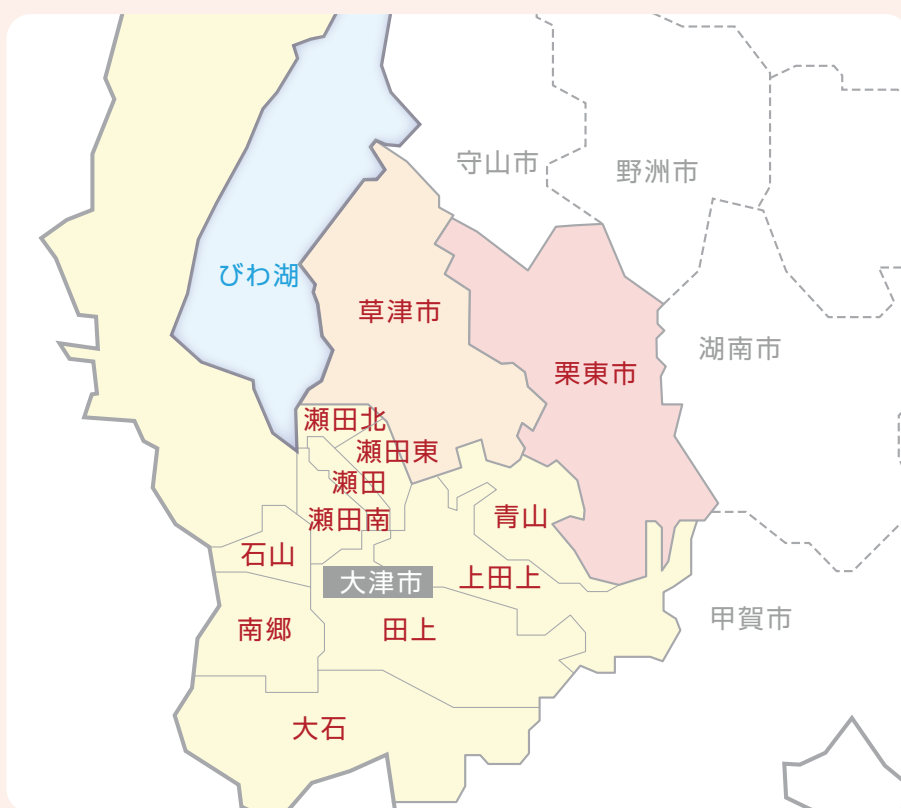 守山市
野洲市
びわ湖
草津市
湖南市
栗東市
瀬田北
瀬田東
瀬田
瀬田南
青山
石山
大津市
上田上
南郷
田上
甲賀市
大石